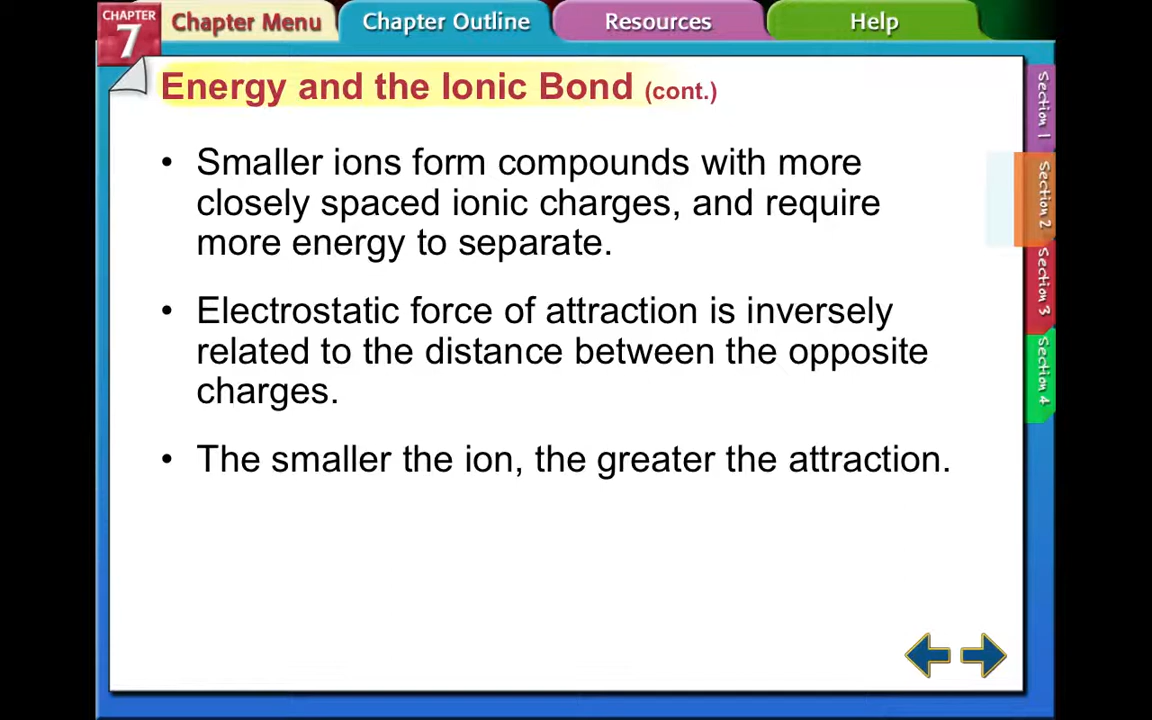 CHAPTER
7
Chapter Menu
Chapter Outline
Resources
Help
Energy and the Ionic Bond (cont.)
• Smaller ions form compounds with more
closely spaced ionic charges, and require
more energy to separate.
• Electrostatic force of attraction is inversely
related to the distance between the opposite
charges.
• The smaller the ion, the greater the attraction.
Section 1
Section 2
Section 3
Section 4